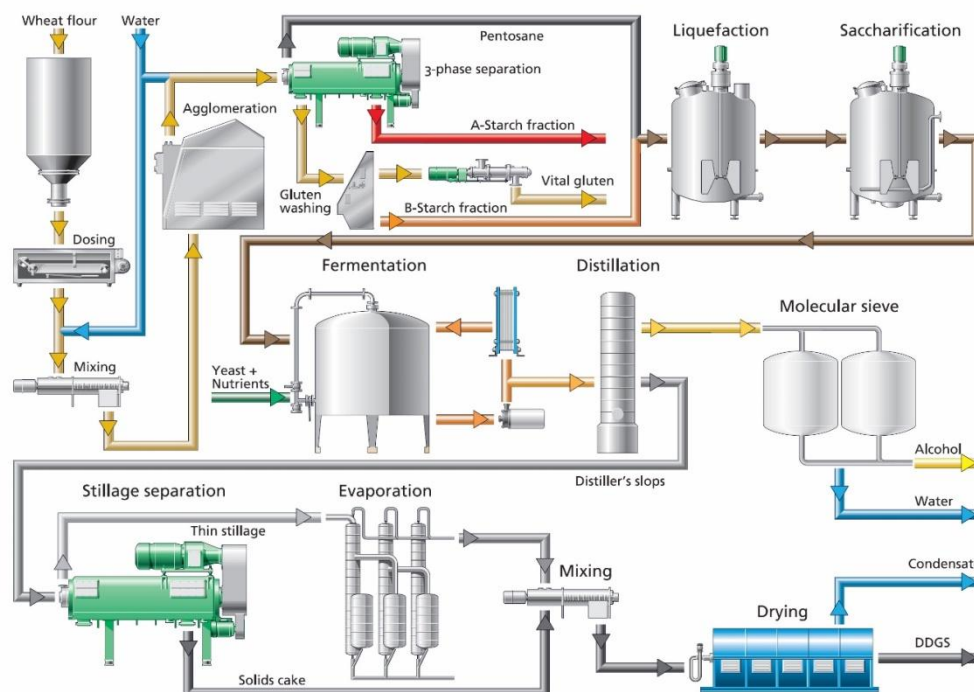 Wheat flour
Water
Pentosane
Liquefaction
Saccharification
3-phase separation
Agglomeration
A-Starch fraction
Gluten
washing
Vital gluten
B-Starch fraction
Dosing
Fermentation
Distillation
Molecular sieve
Mixing
Yeast +
Nutrients
Alcohol
Distiller's slops
Stillage separation
Evaporation
Water
Thin stillage
Condensat
Mixing
Drying
DDGS
Solids cake